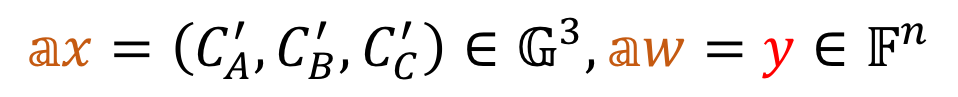 𝕒x = (C′_A, C′_B, C′_C) ∈ 𝔾³, 𝕒w = y ∈ 𝔽ⁿ